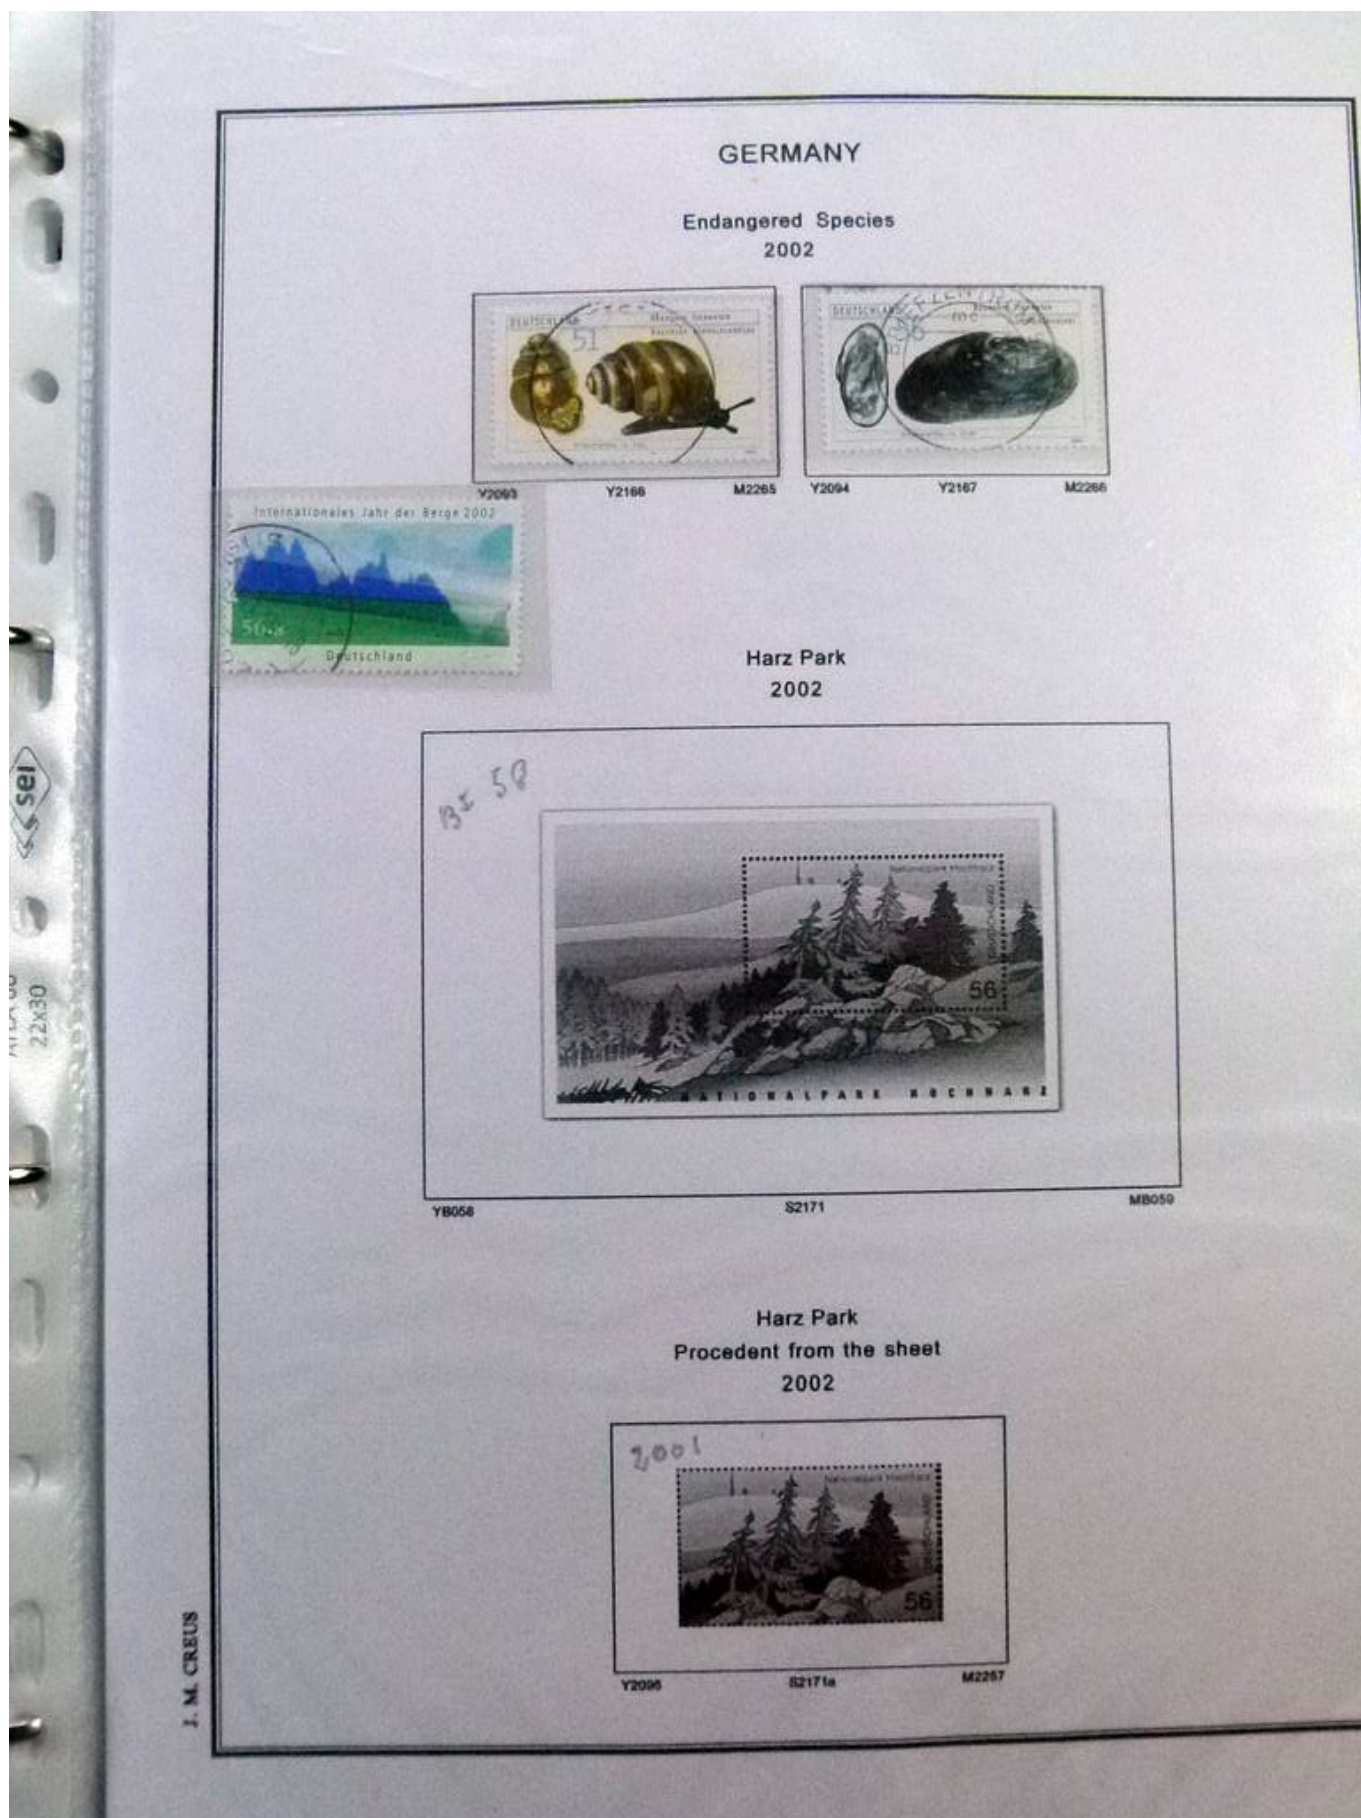 GERMANY
Endangered Species
2002
DEUTSCHLAND
51
DEUTSCHLAND
Y2093 Y2166 M2265
Y2094 Y2167 M2266
Internationales Jahr der Berge 2002
Deutschland
Harz Park
2002
58
Nationalpark Hochharz
DEUTSCHLAND
56
NATIONALPARK HOCHHARZ
YB058 S2171 MB059
Harz Park
Procedent from the sheet
2002
2001
Nationalpark Hochharz
DEUTSCHLAND
56
Y2096 S2171a M2267
J. M. CREUS
sei
22x30